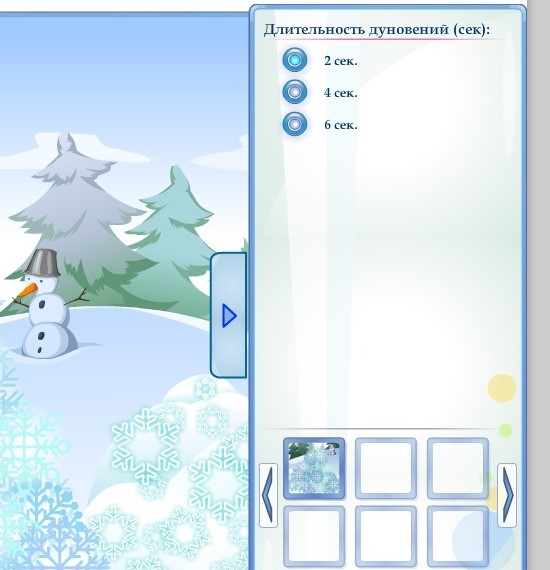 Длительность дуновений (сек):
2 сек.
4 сек.
6 сек.